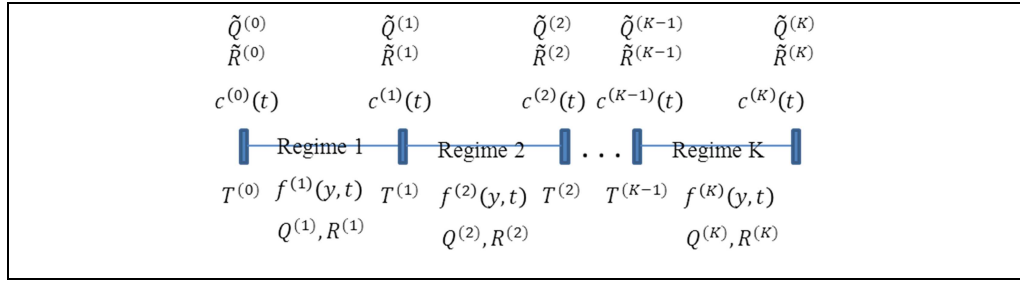 Q̃⁽⁰⁾ Q̃⁽¹⁾ Q̃⁽²⁾ Q̃⁽ᴷ⁻¹⁾ Q̃⁽ᴷ⁾
R̃⁽⁰⁾ R̃⁽¹⁾ R̃⁽²⁾ R̃⁽ᴷ⁻¹⁾ R̃⁽ᴷ⁾
c⁽⁰⁾(t) c⁽¹⁾(t) c⁽²⁾(t) c⁽ᴷ⁻¹⁾(t) c⁽ᴷ⁾(t)
Regime 1 Regime 2 ... Regime K
T⁽⁰⁾ f⁽¹⁾(y,t) T⁽¹⁾ f⁽²⁾(y,t) T⁽²⁾ T⁽ᴷ⁻¹⁾ f⁽ᴷ⁾(y,t)
Q⁽¹⁾,R⁽¹⁾ Q⁽²⁾,R⁽²⁾ Q⁽ᴷ⁾,R⁽ᴷ⁾